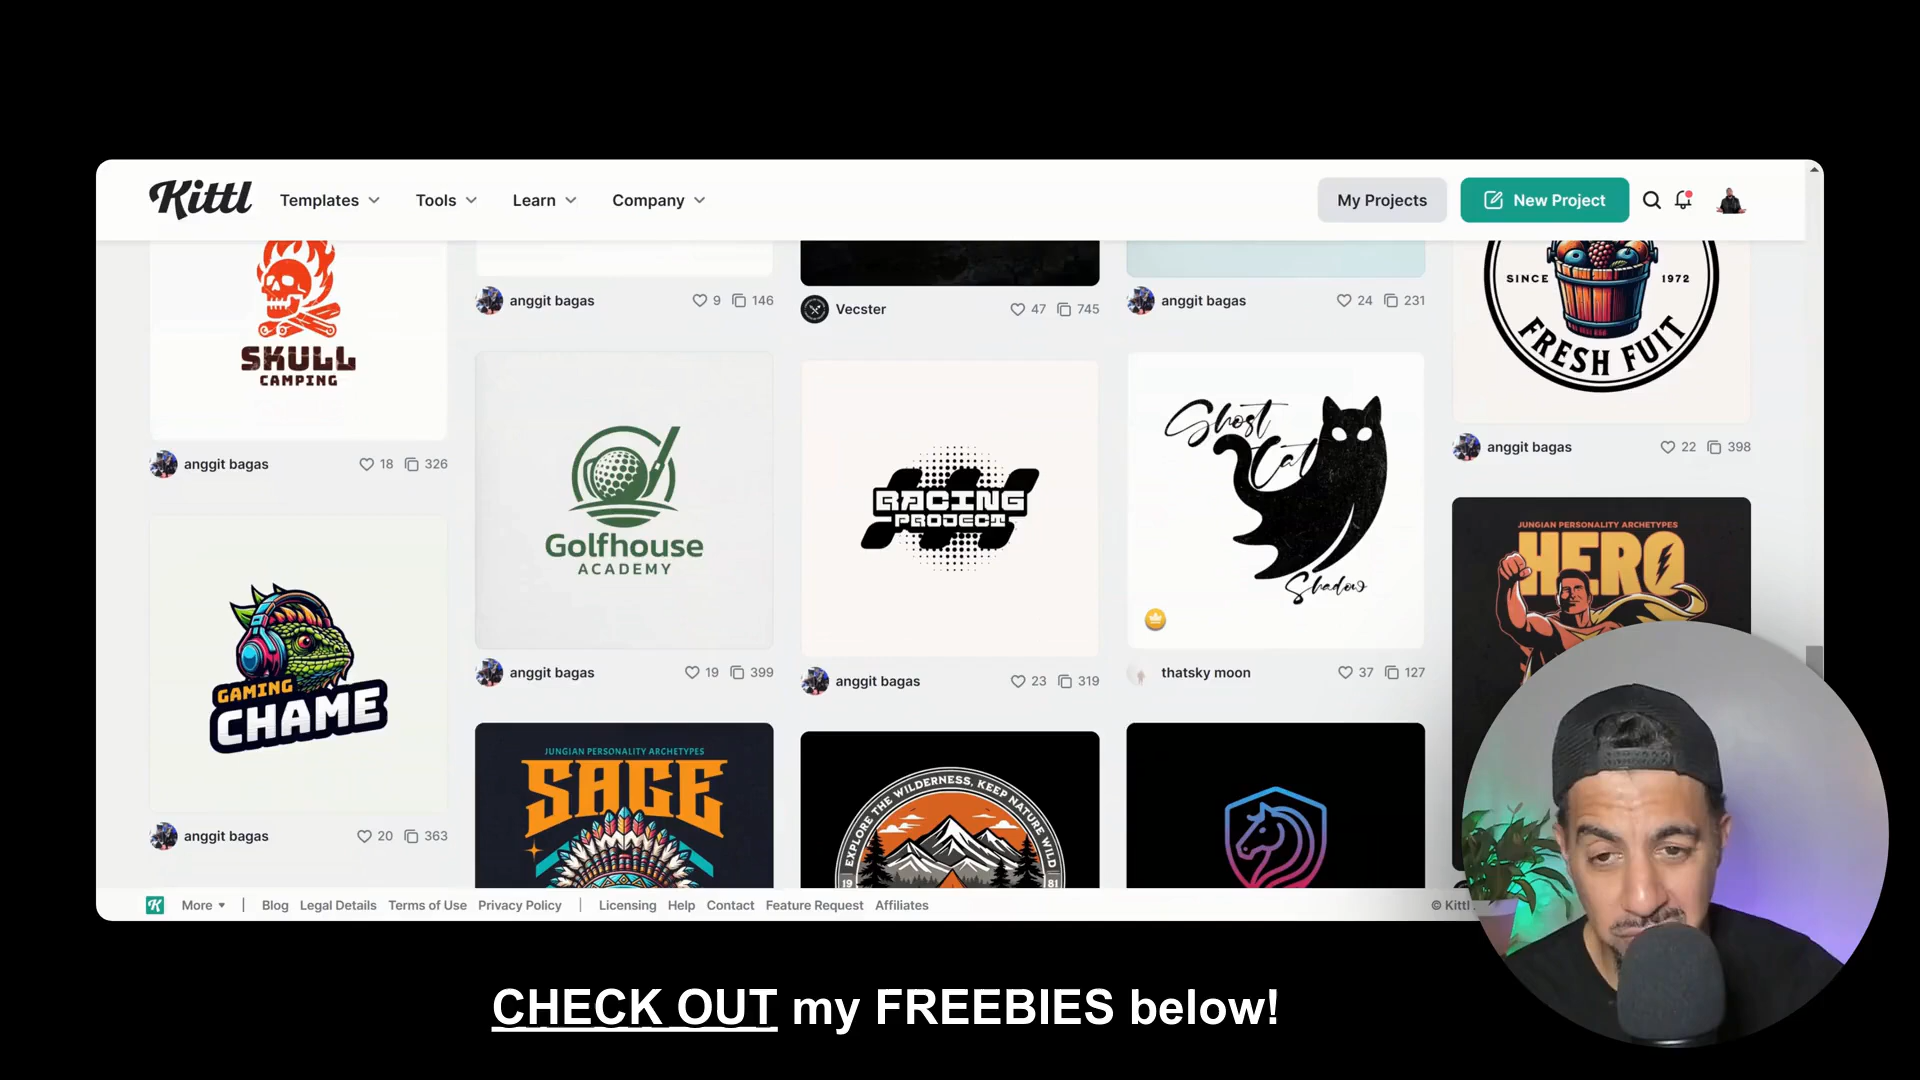 Kittl
Templates
Tools
Learn
Company
My Projects
New Project
SKULL
CAMPING
anggit bagas
18
326
anggit bagas
9
146
Vecster
47
745
anggit bagas
24
231
SINCE
1972
FRESH FUIT
anggit bagas
22
398
GAMING
CHAME
anggit bagas
20
363
Golfhouse
ACADEMY
anggit bagas
19
399
RACING
PROJECT
anggit bagas
23
319
Ghost
Cat
Shadow
thatsky moon
37
127
JUNGIAN PERSONALITY ARCHETYPES
HERO
JUNGIAN PERSONALITY ARCHETYPES
SAGE
EXPLORE THE WILDERNESS, KEEP NATURE WILD
19
81
K
More
Blog
Legal Details
Terms of Use
Privacy Policy
Licensing
Help
Contact
Feature Request
Affiliates
© Kittl
CHECK OUT my FREEBIES below!